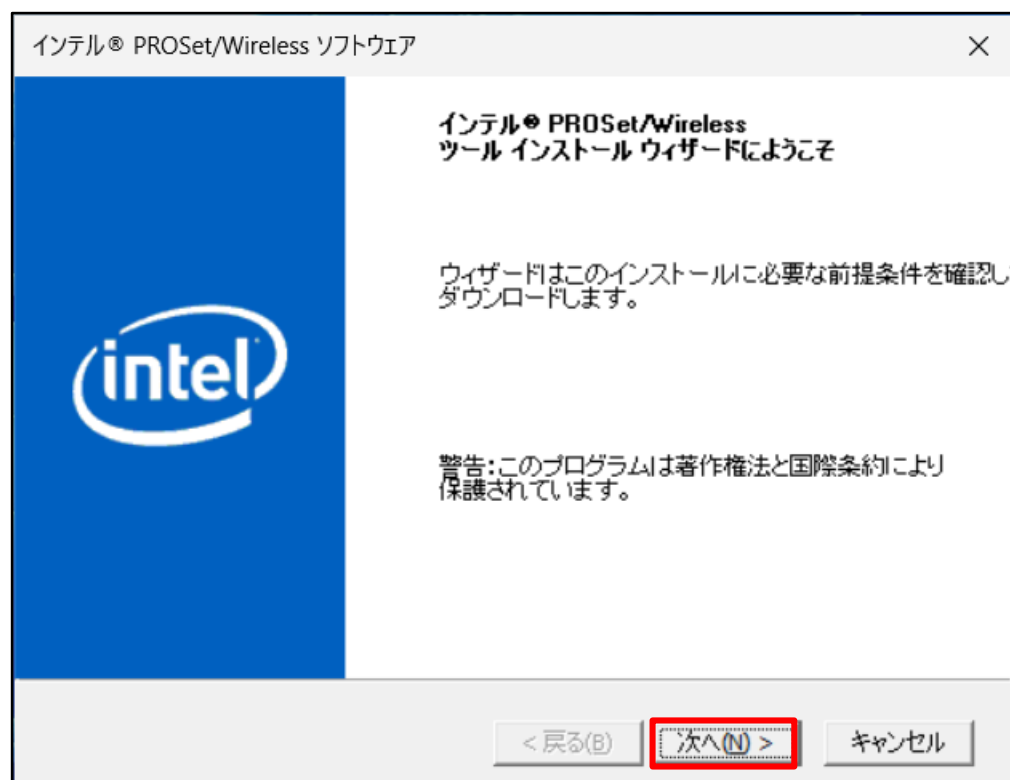 インテル® PROSet/Wireless ソフトウェア
インテル® PROSet/Wireless
ツール インストール ウィザードにようこそ
ウィザードはこのインストールに必要な前提条件を確認し
ダウンロードします。
intel
警告:このプログラムは著作権法と国際条約により
保護されています。
< 戻る(B)
次へ(N) >
キャンセル